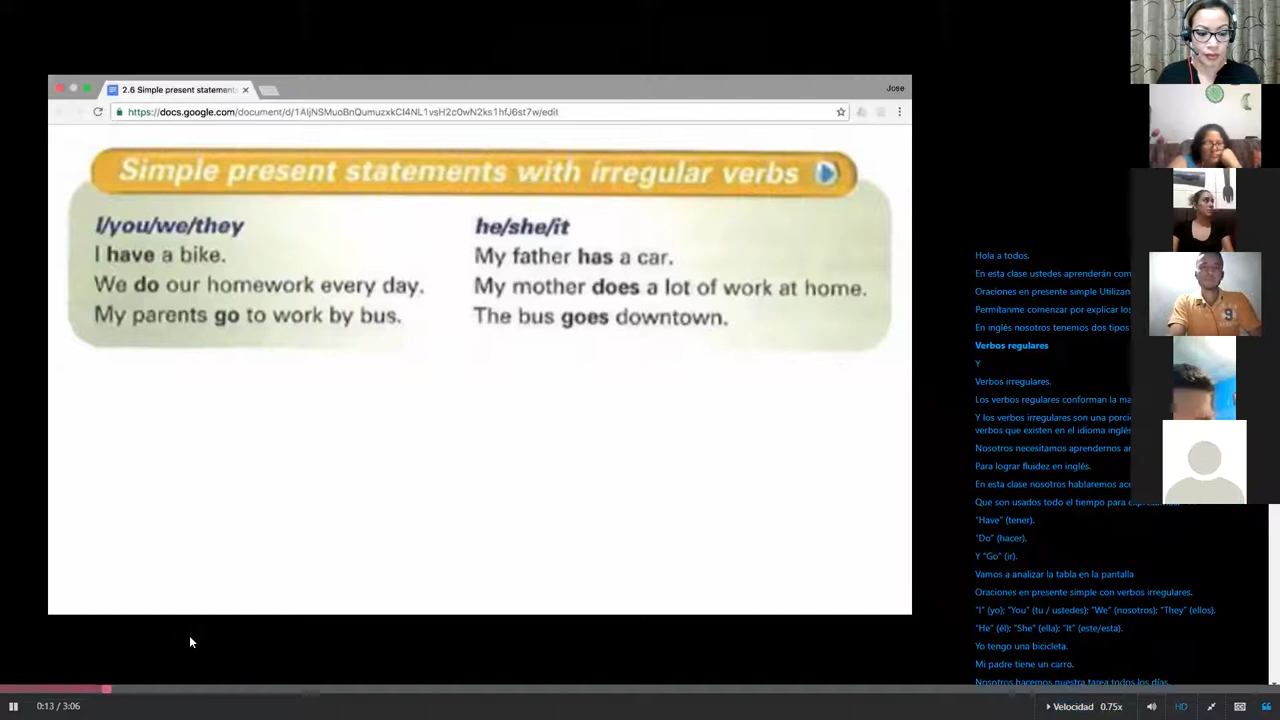 2.6 Simple present statement
Jose
https://docs.google.com/document/d/1AljNSMuoBnQumuzxkCl4NL1vsH2c0wN2ks1hfJ6st7w/edit
Simple present statements with irregular verbs
I/you/we/they
I have a bike.
We do our homework every day.
My parents go to work by bus.
he/she/it
My father has a car.
My mother does a lot of work at home.
The bus goes downtown.
Hola a todos.
En esta clase ustedes aprenderán com
Oraciones en presente simple Utilizan
Permítanme comenzar por explicar los
En inglés nosotros tenemos dos tipos
Verbos regulares
Y
Verbos irregulares.
Los verbos regulares conforman la ma
Y los verbos irregulares son una porci
verbos que existen en el idioma inglés
Nosotros necesitamos aprendernos
Para lograr fluidez en inglés.
En esta clase nosotros hablaremos
Que son usados todo el tiempo para
"Have" (tener).
"Do" (hacer).
Y "Go" (ir).
Vamos a analizar la tabla en la pantalla
Oraciones en presente simple con verbos irregulares.
"I" (yo); "You" (tu / ustedes); "We" (nosotros); "They" (ellos).
"He" (él); "She" (ella); "It" (este/esta).
Yo tengo una bicicleta.
Mi padre tiene un carro.
Nosotros hacemos nuestra tarea todos los días.
0:13 / 3:06
Velocidad 0.75x
HD
CC